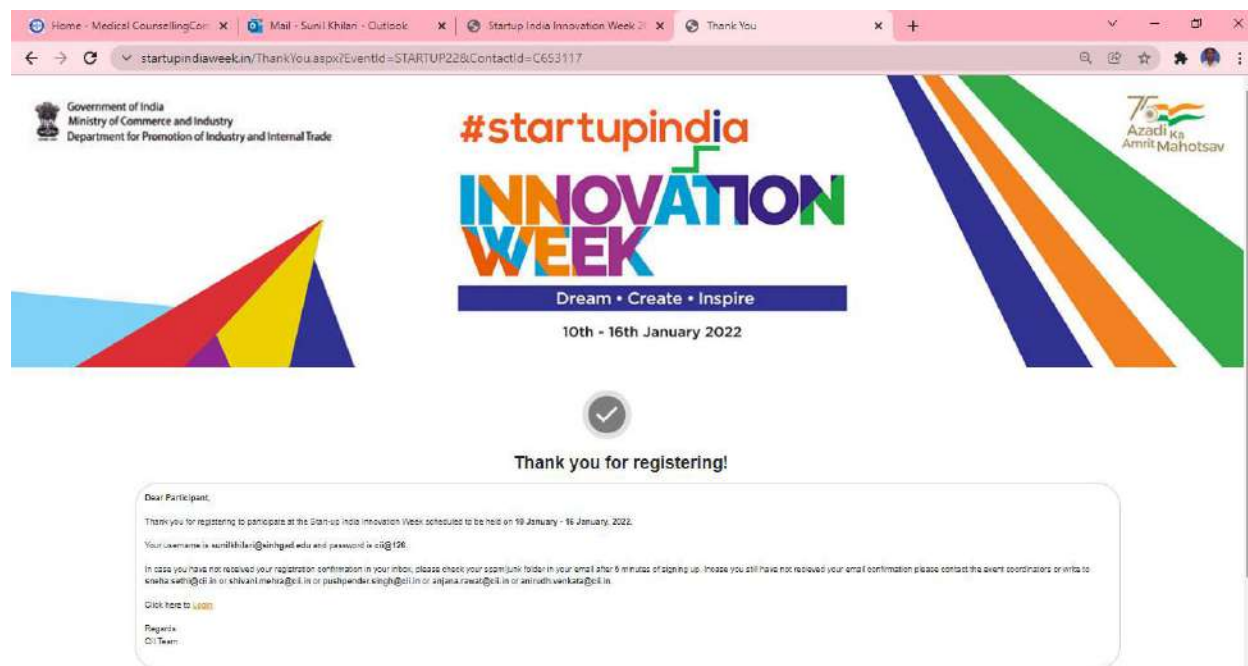 Home - Medical CounsellingCom
Mail - Sunil Khilari - Outlook
Startup India Innovation Week 2
Thank You
startupindiaweek.in/ThankYou.aspx?EventId=STARTUP22&ContactId=C653117
Government of India
Ministry of Commerce and Industry
Department for Promotion of Industry and Internal Trade
#startupindia
INNOVATION
WEEK
Dream • Create • Inspire
10th - 16th January 2022
75
Azadi Ka
Amrit Mahotsav
Thank you for registering!
Dear Participant,
Thank you for registering to participate at the Start-up India Innovation Week scheduled to be held on 10 January - 16 January, 2022.
Your username is sunilkhilari@sinhgad.edu and password is cii@126.
In case you have not received your registration confirmation in your inbox, please check your spam/junk folder in your email after 5 minutes of signing up. Incase you still have not recieved your email confirmation please contact the event coordinators or write to
sneha.sethi@cii.in or shivani.mehra@cii.in or pushpender.singh@cii.in or anjana.rawat@cii.in or anirudh.venkata@cii.in.
Click here to Login
Regards
CII Team